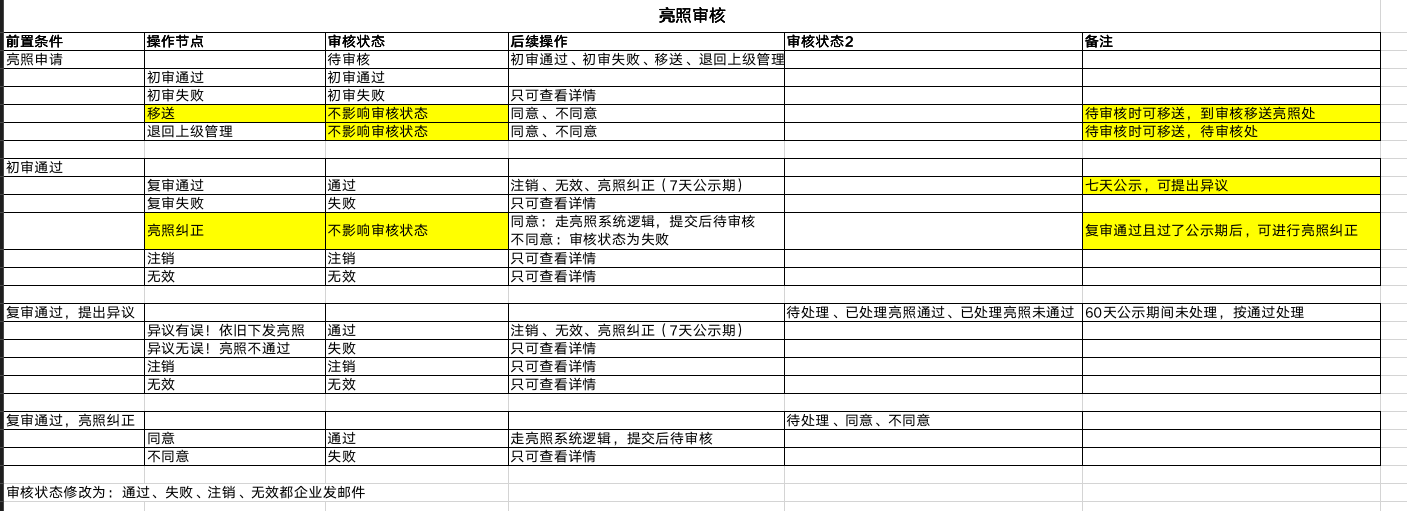 亮照审核
前置条件 操作节点 审核状态 后续操作 审核状态2 备注
亮照申请 待审核 初审通过、初审失败、移送、退回上级管理
初审通过 初审通过
初审失败 初审失败 只可查看详情
移送 不影响审核状态 同意、不同意 待审核时可移送，到审核移送亮照处
退回上级管理 不影响审核状态 同意、不同意 待审核时可移送，待审核处
初审通过
复审通过 通过 注销、无效、亮照纠正（7天公示期） 七天公示，可提出异议
复审失败 失败 只可查看详情
亮照纠正 不影响审核状态 同意：走亮照系统逻辑，提交后待审核 复审通过且过了公示期后，可进行亮照纠正
不同意：审核状态为失败
注销 注销 只可查看详情
无效 无效 只可查看详情
复审通过，提出异议 待处理、已处理亮照通过、已处理亮照未通过 60天公示期间未处理，按通过处理
异议有误！依旧下发亮照 通过 注销、无效、亮照纠正（7天公示期）
异议无误！亮照不通过 失败 只可查看详情
注销 注销 只可查看详情
无效 无效 只可查看详情
复审通过，亮照纠正 待处理、同意、不同意
同意 通过 走亮照系统逻辑，提交后待审核
不同意 失败 只可查看详情
审核状态修改为：通过、失败、注销、无效都企业发邮件